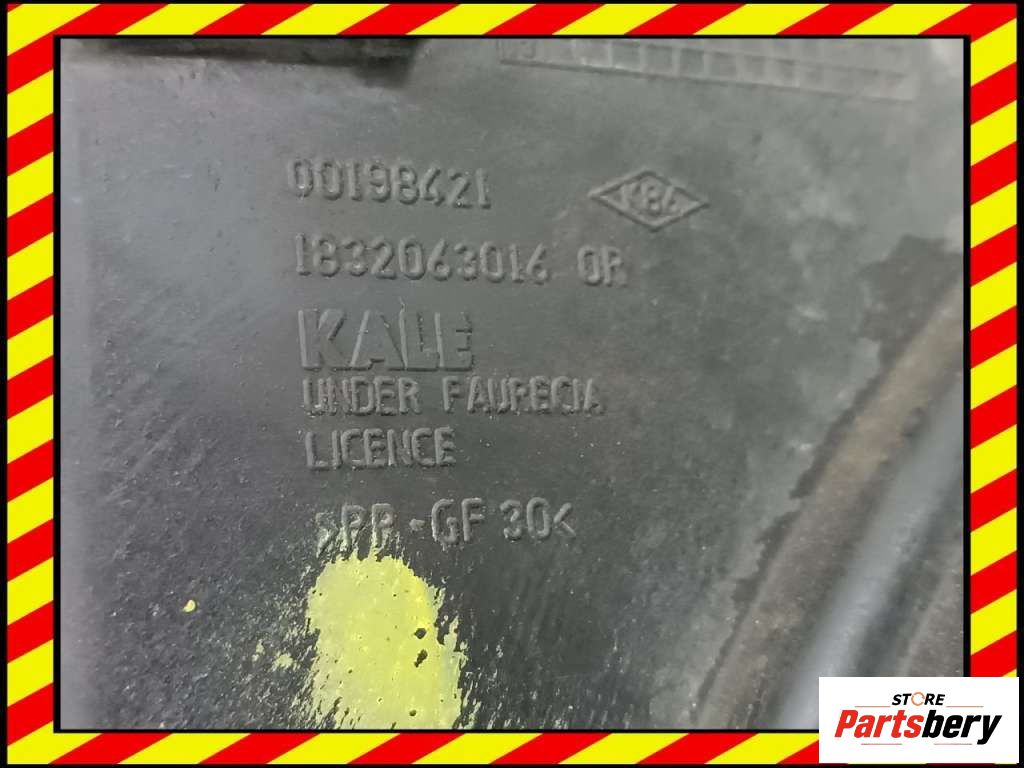 00198421
K84
1832063016 0R
KALE
UNDER FAURECIA
LICENCE
>PP-GF 30<
STORE
Partsbery